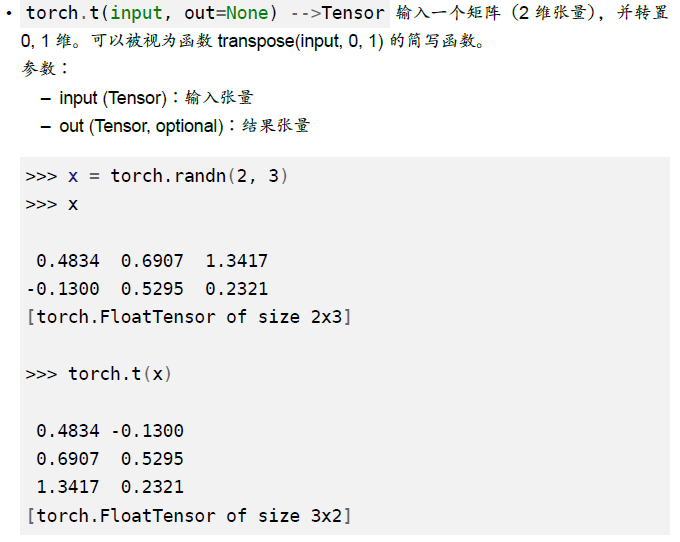 • torch.t(input, out=None) -->Tensor 输入一个矩阵（2 维张量），并转置
0, 1 维。可以被视为函数 transpose(input, 0, 1) 的简写函数。
参数：
– input (Tensor)：输入张量
– out (Tensor, optional)：结果张量
>>> x = torch.randn(2, 3)
>>> x
0.4834 0.6907 1.3417
-0.1300 0.5295 0.2321
[torch.FloatTensor of size 2x3]
>>> torch.t(x)
0.4834 -0.1300
0.6907 0.5295
1.3417 0.2321
[torch.FloatTensor of size 3x2]